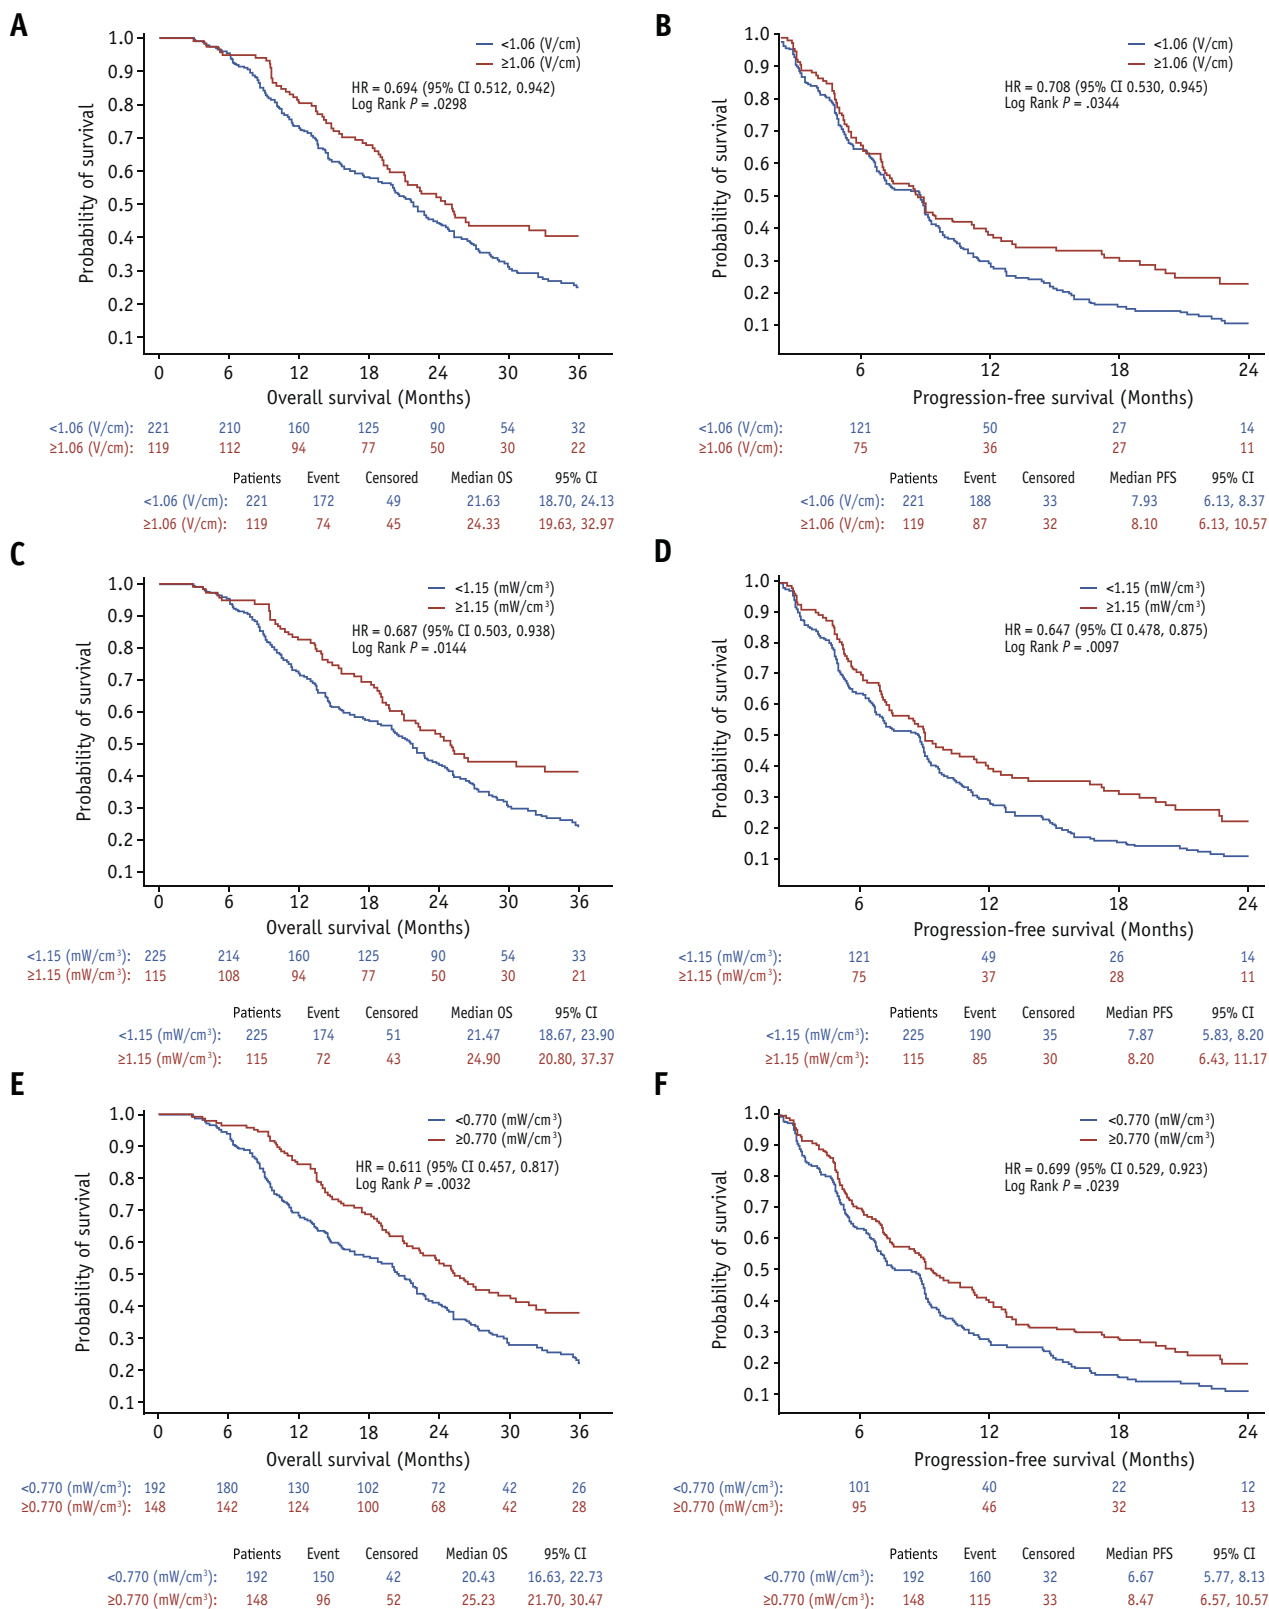 A
1.0
0.9
0.8
0.7
0.6
0.5
0.4
0.3
0.2
0.1
Probability of survival
<1.06 (V/cm)
≥1.06 (V/cm)
HR = 0.694 (95% CI 0.512, 0.942)
Log Rank P = .0298
0 6 12 18 24 30 36
Overall survival (Months)
<1.06 (V/cm): 221 210 160 125 90 54 32
≥1.06 (V/cm): 119 112 94 77 50 30 22
Patients Event Censored Median OS 95% CI
<1.06 (V/cm): 221 172 49 21.63 18.70, 24.13
≥1.06 (V/cm): 119 74 45 24.33 19.63, 32.97
B
1.0
0.9
0.8
0.7
0.6
0.5
0.4
0.3
0.2
0.1
Probability of survival
<1.06 (V/cm)
≥1.06 (V/cm)
HR = 0.708 (95% CI 0.530, 0.945)
Log Rank P = .0344
6 12 18 24
Progression-free survival (Months)
<1.06 (V/cm): 121 50 27 14
≥1.06 (V/cm): 75 36 27 11
Patients Event Censored Median PFS 95% CI
<1.06 (V/cm): 221 188 33 7.93 6.13, 8.37
≥1.06 (V/cm): 119 87 32 8.10 6.13, 10.57
C
1.0
0.9
0.8
0.7
0.6
0.5
0.4
0.3
0.2
0.1
Probability of survival
<1.15 (mW/cm³)
≥1.15 (mW/cm³)
HR = 0.687 (95% CI 0.503, 0.938)
Log Rank P = .0144
0 6 12 18 24 30 36
Overall survival (Months)
<1.15 (mW/cm³): 225 214 160 125 90 54 33
≥1.15 (mW/cm³): 115 108 94 77 50 30 21
Patients Event Censored Median OS 95% CI
<1.15 (mW/cm³): 225 174 51 21.47 18.67, 23.90
≥1.15 (mW/cm³): 115 72 43 24.90 20.80, 37.37
D
1.0
0.9
0.8
0.7
0.6
0.5
0.4
0.3
0.2
0.1
Probability of survival
<1.15 (mW/cm³)
≥1.15 (mW/cm³)
HR = 0.647 (95% CI 0.478, 0.875)
Log Rank P = .0097
6 12 18 24
Progression-free survival (Months)
<1.15 (mW/cm³): 121 49 26 14
≥1.15 (mW/cm³): 75 37 28 11
Patients Event Censored Median PFS 95% CI
<1.15 (mW/cm³): 225 190 35 7.87 5.83, 8.20
≥1.15 (mW/cm³): 115 85 30 8.20 6.43, 11.17
E
1.0
0.9
0.8
0.7
0.6
0.5
0.4
0.3
0.2
0.1
Probability of survival
<0.770 (mW/cm³)
≥0.770 (mW/cm³)
HR = 0.611 (95% CI 0.457, 0.817)
Log Rank P = .0032
0 6 12 18 24 30 36
Overall survival (Months)
<0.770 (mW/cm³): 192 180 130 102 72 42 26
≥0.770 (mW/cm³): 148 142 124 100 68 42 28
Patients Event Censored Median OS 95% CI
<0.770 (mW/cm³): 192 150 42 20.43 16.63, 22.73
≥0.770 (mW/cm³): 148 96 52 25.23 21.70, 30.47
F
1.0
0.9
0.8
0.7
0.6
0.5
0.4
0.3
0.2
0.1
Probability of survival
<0.770 (mW/cm³)
≥0.770 (mW/cm³)
HR = 0.699 (95% CI 0.529, 0.923)
Log Rank P = .0239
6 12 18 24
Progression-free survival (Months)
<0.770 (mW/cm³): 101 40 22 12
≥0.770 (mW/cm³): 95 46 32 13
Patients Event Censored Median PFS 95% CI
<0.770 (mW/cm³): 192 160 32 6.67 5.77, 8.13
≥0.770 (mW/cm³): 148 115 33 8.47 6.57, 10.57